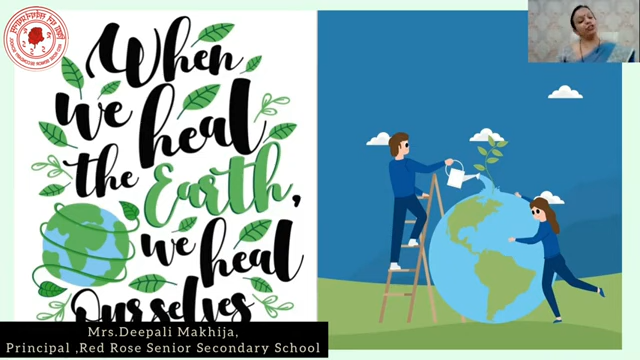 When
we heal
the Earth,
we heal
Ourselves
Mrs.Deepali Makhija,
Principal ,Red Rose Senior Secondary School